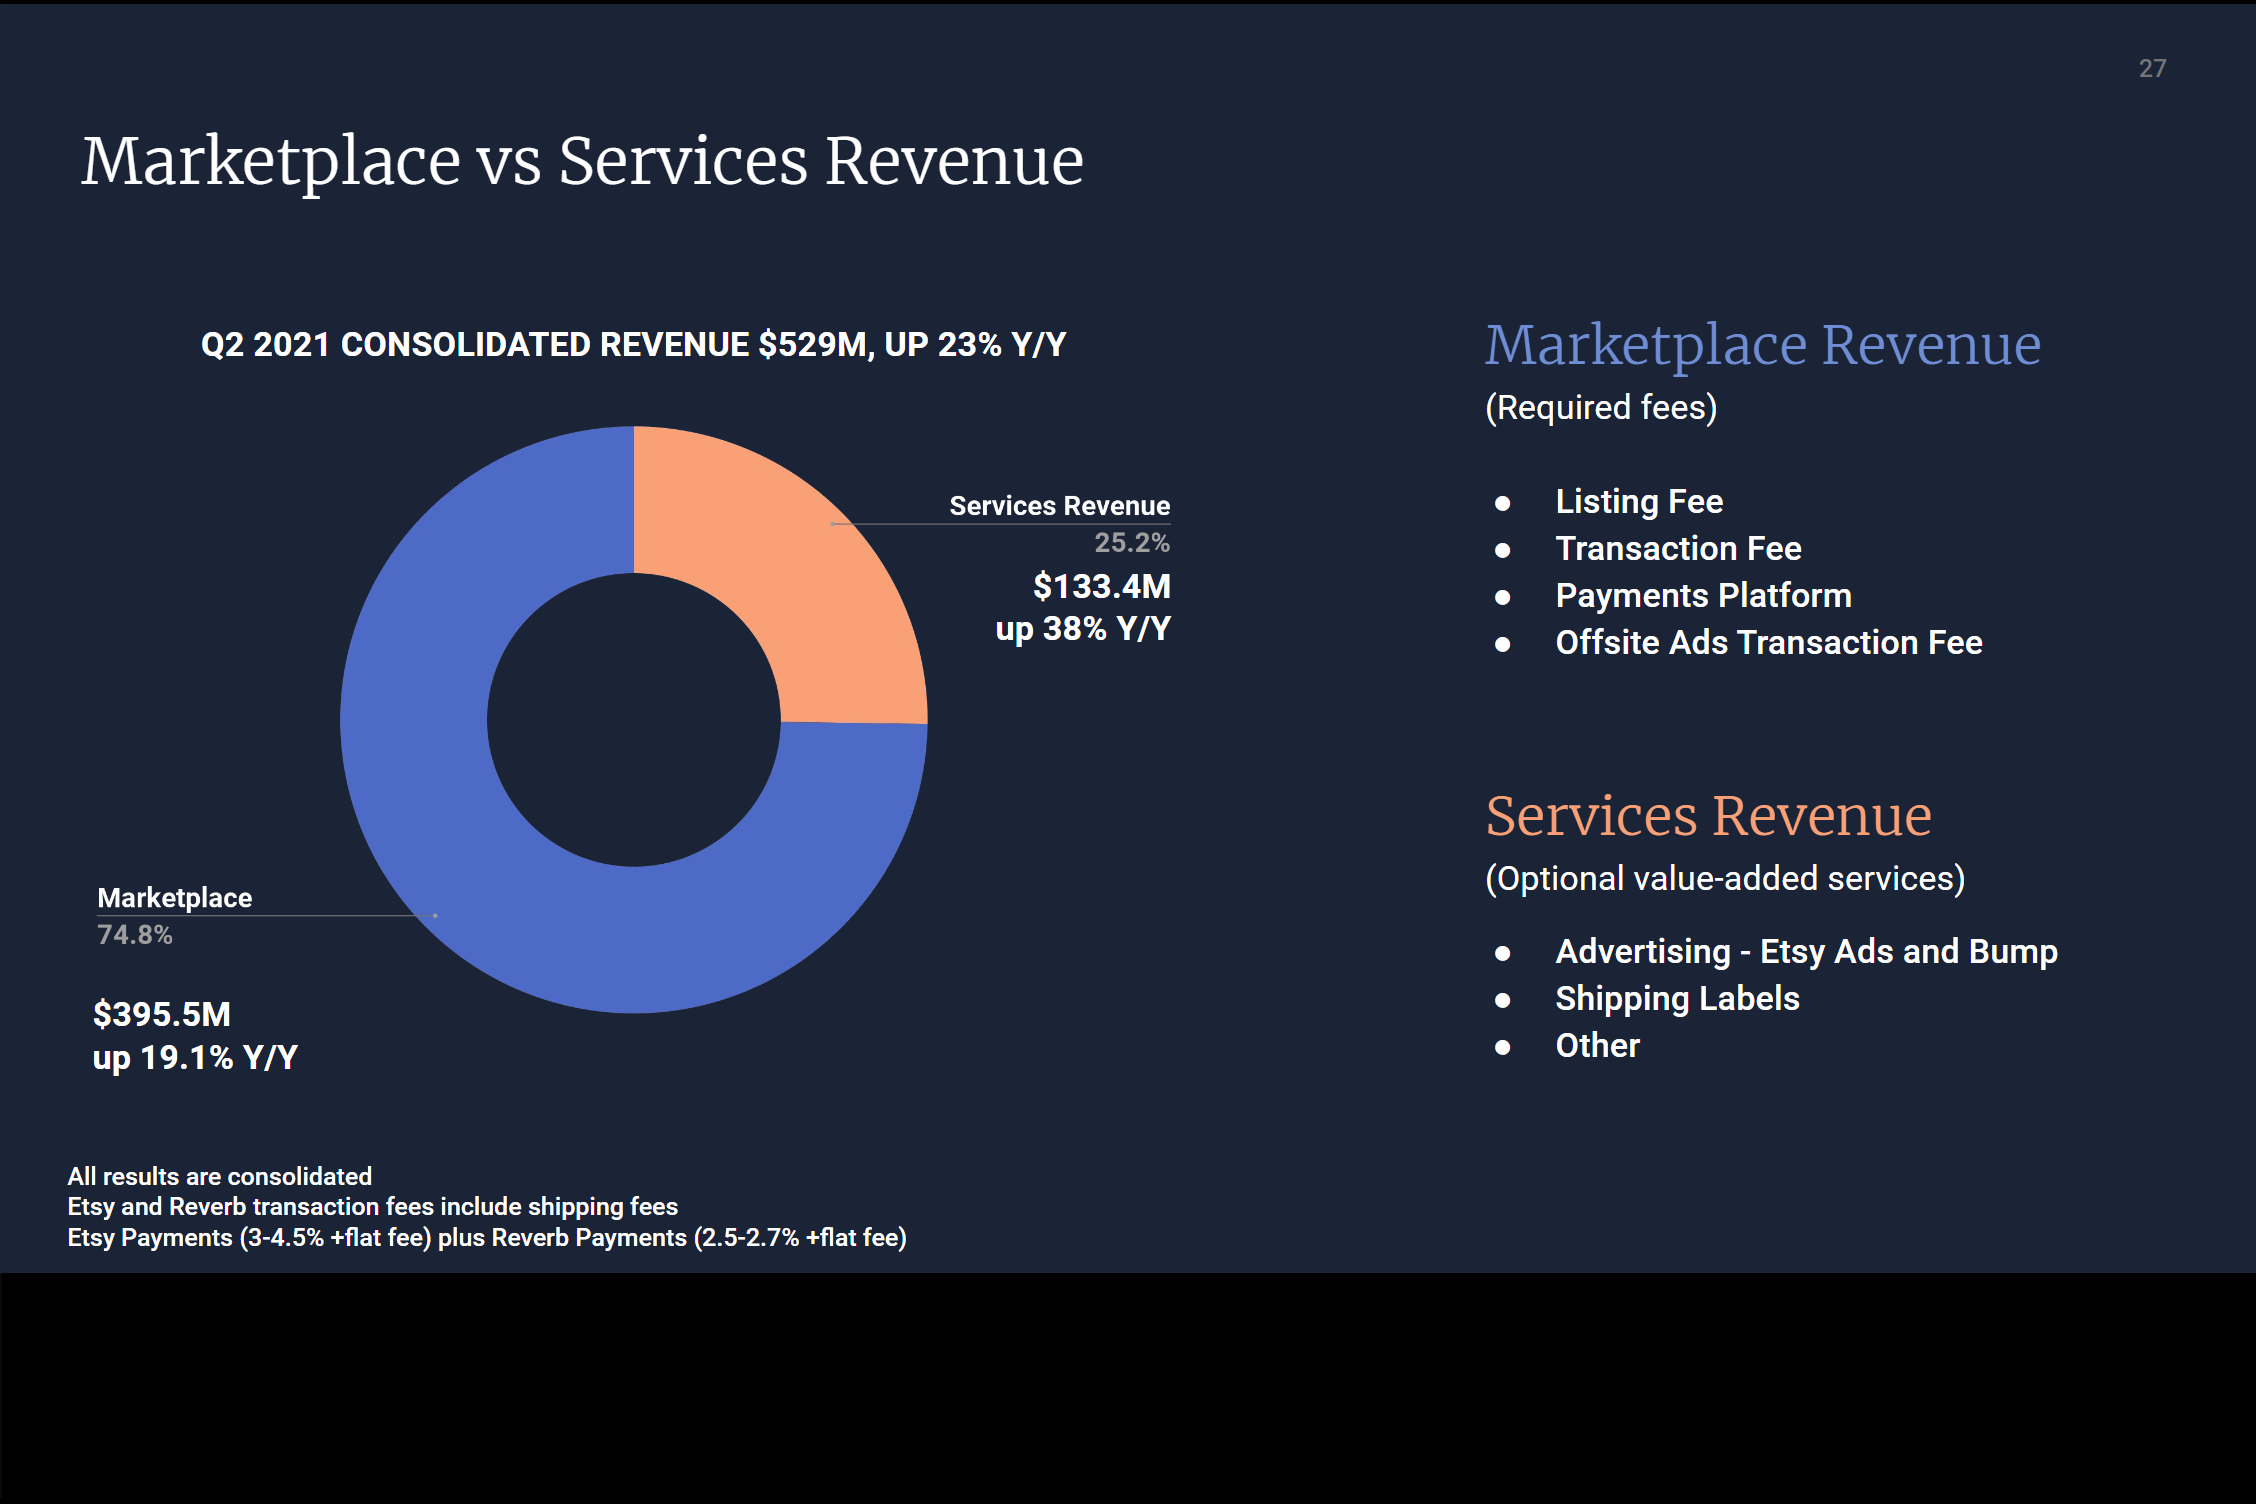 27
Marketplace vs Services Revenue
Q2 2021 CONSOLIDATED REVENUE $529M, UP 23% Y/Y
Services Revenue
25.2%
$133.4M
up 38% Y/Y
Marketplace
74.8%
$395.5M
up 19.1% Y/Y
Marketplace Revenue
(Required fees)
● Listing Fee
● Transaction Fee
● Payments Platform
● Offsite Ads Transaction Fee
Services Revenue
(Optional value-added services)
● Advertising - Etsy Ads and Bump
● Shipping Labels
● Other
All results are consolidated
Etsy and Reverb transaction fees include shipping fees
Etsy Payments (3-4.5% +flat fee) plus Reverb Payments (2.5-2.7% +flat fee)